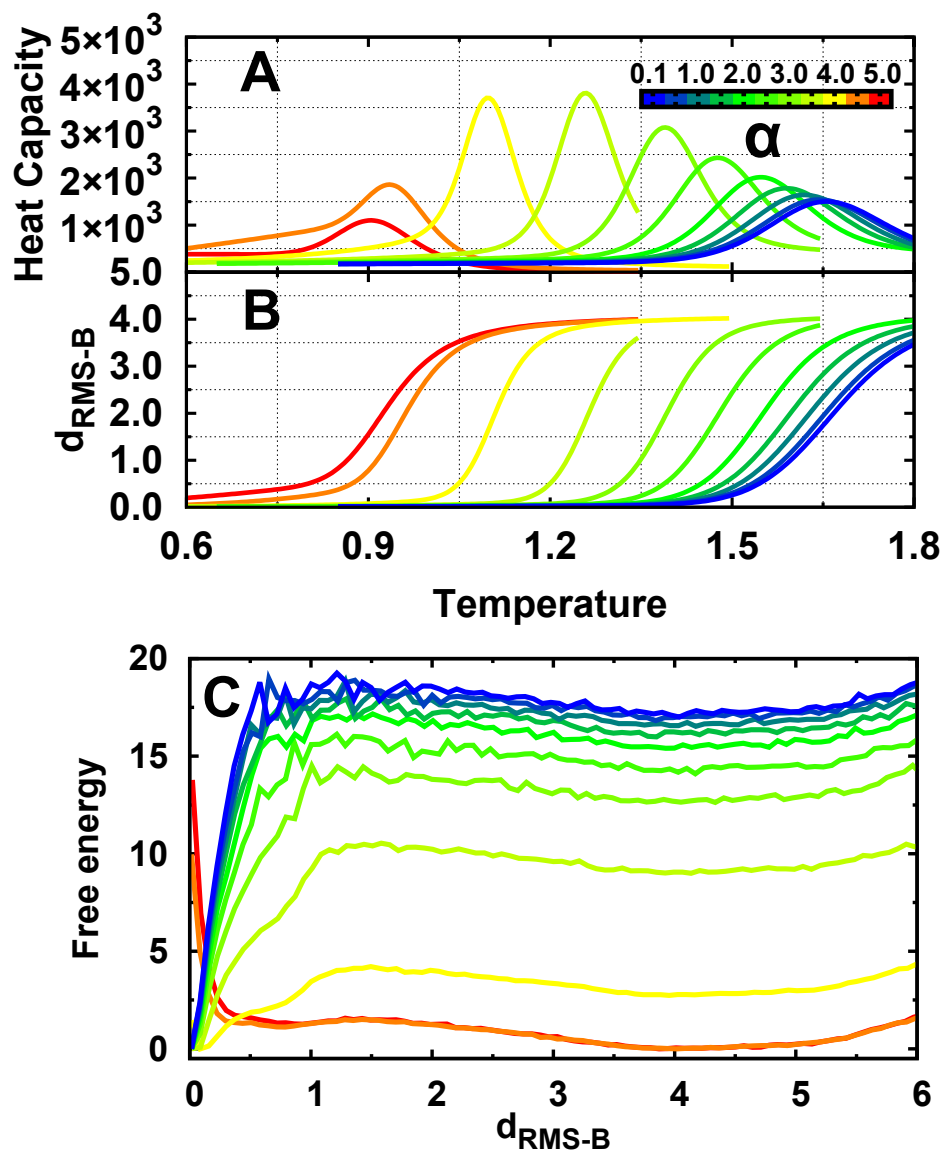 Heat Capacity
5×10³
4×10³
3×10³
2×10³
1×10³
A
0.1 1.0 2.0 3.0 4.0 5.0
α
d_RMS-B
5.0
4.0
3.0
2.0
1.0
0.0
B
0.6 0.9 1.2 1.5 1.8
Temperature
Free energy
20
15
10
5
0
C
0 1 2 3 4 5 6
d_RMS-B